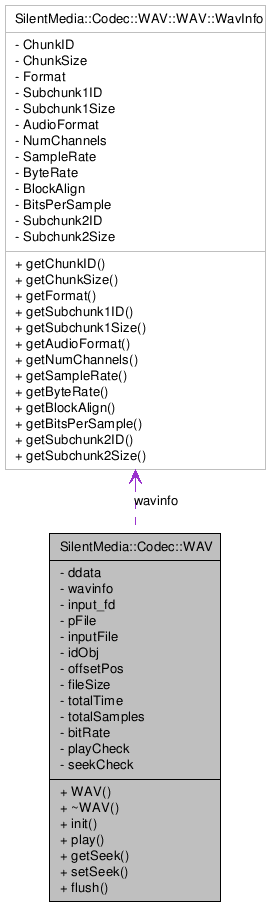 SilentMedia::Codec::WAV::WAV::WavInfo
- ChunkID
- ChunkSize
- Format
- Subchunk1ID
- Subchunk1Size
- AudioFormat
- NumChannels
- SampleRate
- ByteRate
- BlockAlign
- BitsPerSample
- Subchunk2ID
- Subchunk2Size
+ getChunkID()
+ getChunkSize()
+ getFormat()
+ getSubchunk1ID()
+ getSubchunk1Size()
+ getAudioFormat()
+ getNumChannels()
+ getSampleRate()
+ getByteRate()
+ getBlockAlign()
+ getBitsPerSample()
+ getSubchunk2ID()
+ getSubchunk2Size()
wavinfo
SilentMedia::Codec::WAV
- ddata
- wavinfo
- input_fd
- pFile
- inputFile
- idObj
- offsetPos
- fileSize
- totalTime
- totalSamples
- bitRate
- playCheck
- seekCheck
+ WAV()
+ ~WAV()
+ init()
+ play()
+ getSeek()
+ setSeek()
+ flush()